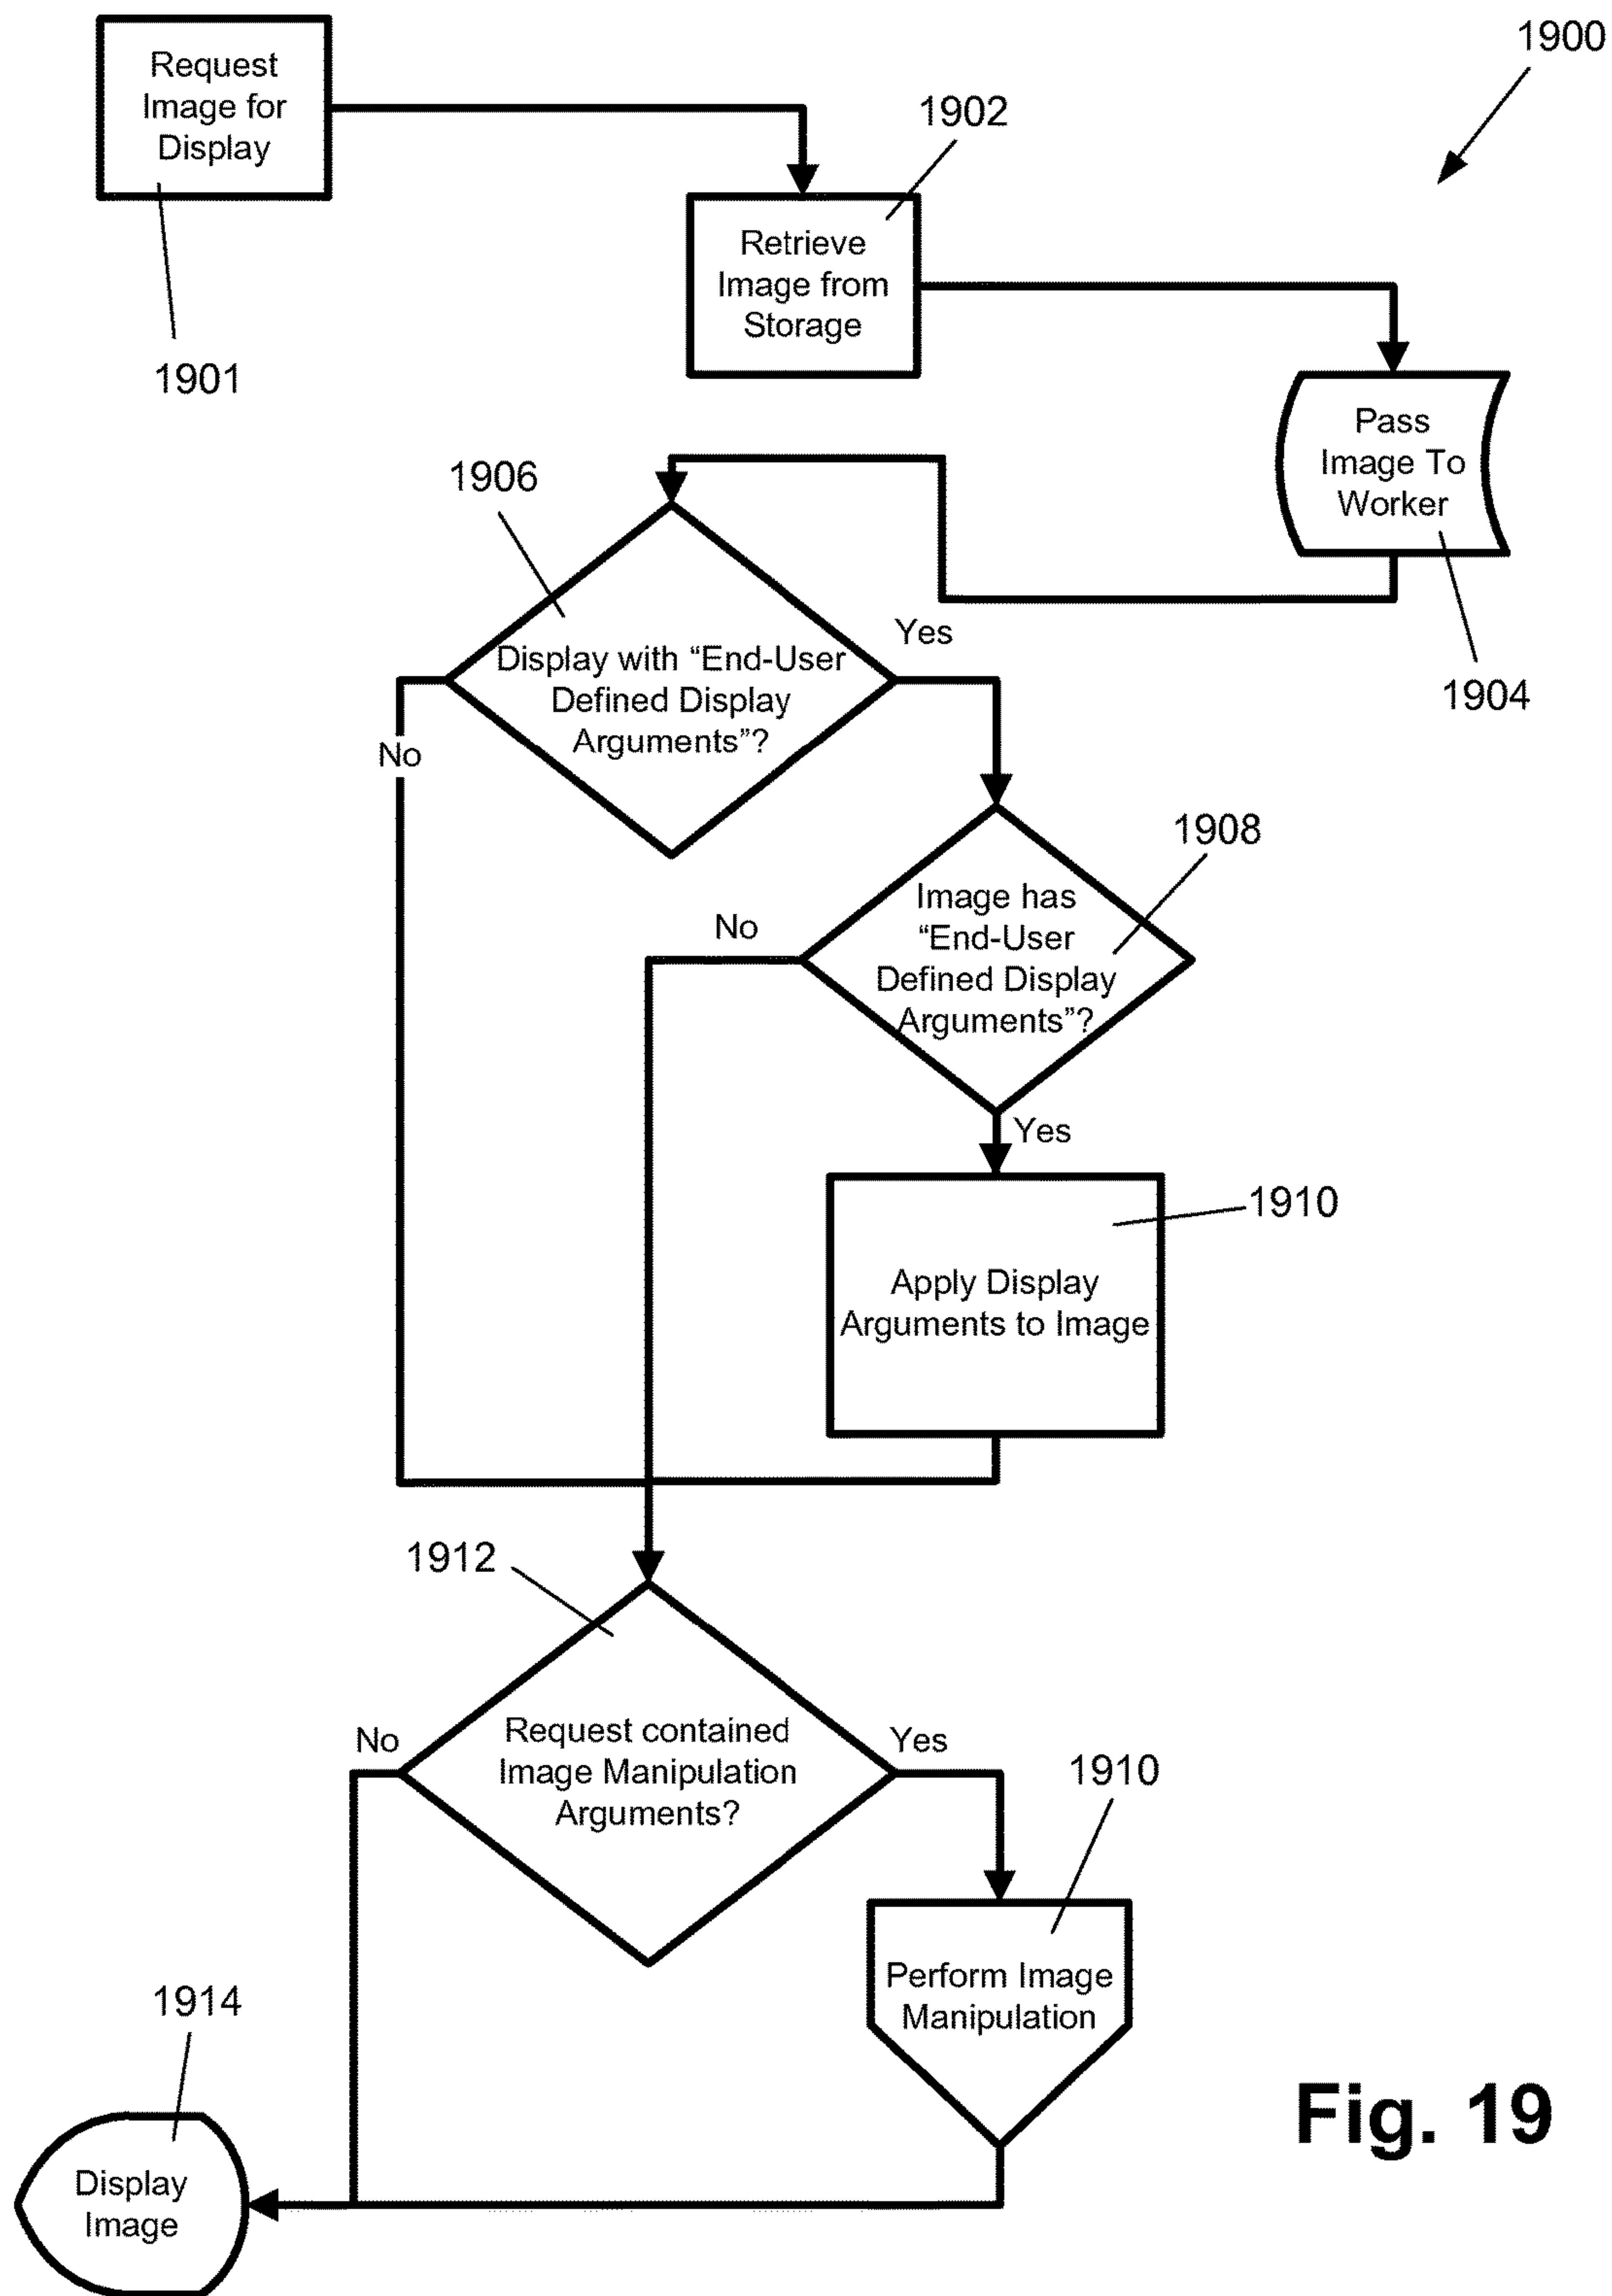 1900
Request
Image for
Display
1901
1902
Retrieve
Image from
Storage
Pass
Image To
Worker
1904
1906
Display with “End-User
Defined Display
Arguments”?
Yes
No
1908
Image has
“End-User
Defined Display
Arguments”?
No
Yes
1910
Apply Display
Arguments to Image
1912
Request contained
Image Manipulation
Arguments?
No
Yes
1910
Perform Image
Manipulation
1914
Display
Image
Fig. 19